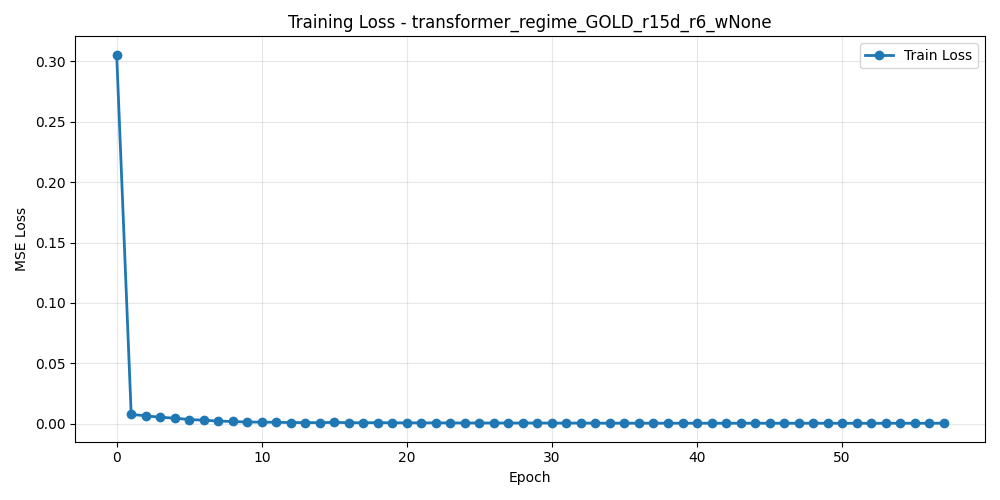 Training Loss - transformer_regime_GOLD_r15d_r6_wNone
Train Loss
MSE Loss
0.30
0.25
0.20
0.15
0.10
0.05
0.00
0 10 20 30 40 50
Epoch